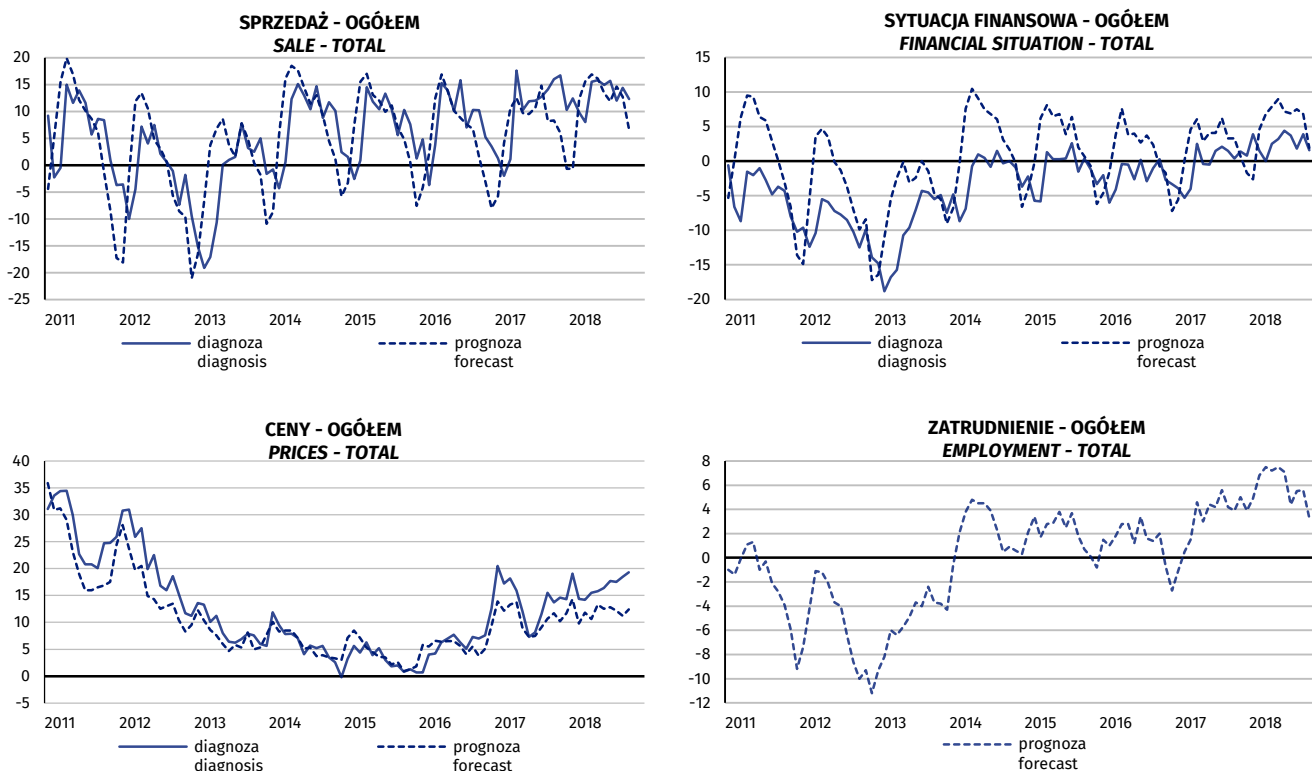 SPRZEDAŻ - OGÓŁEM
SALE - TOTAL
20
15
10
5
0
-5
-10
-15
-20
-25
2011 2012 2013 2014 2015 2016 2017 2018
diagnoza
diagnosis
prognoza
forecast
SYTUACJA FINANSOWA - OGÓŁEM
FINANCIAL SITUATION - TOTAL
15
10
5
0
-5
-10
-15
-20
2011 2012 2013 2014 2015 2016 2017 2018
diagnoza
diagnosis
prognoza
forecast
CENY - OGÓŁEM
PRICES - TOTAL
40
35
30
25
20
15
10
5
0
-5
2011 2012 2013 2014 2015 2016 2017 2018
diagnoza
diagnosis
prognoza
forecast
ZATRUDNIENIE - OGÓŁEM
EMPLOYMENT - TOTAL
8
6
4
2
0
-2
-4
-6
-8
-10
-12
2011 2012 2013 2014 2015 2016 2017 2018
prognoza
forecast